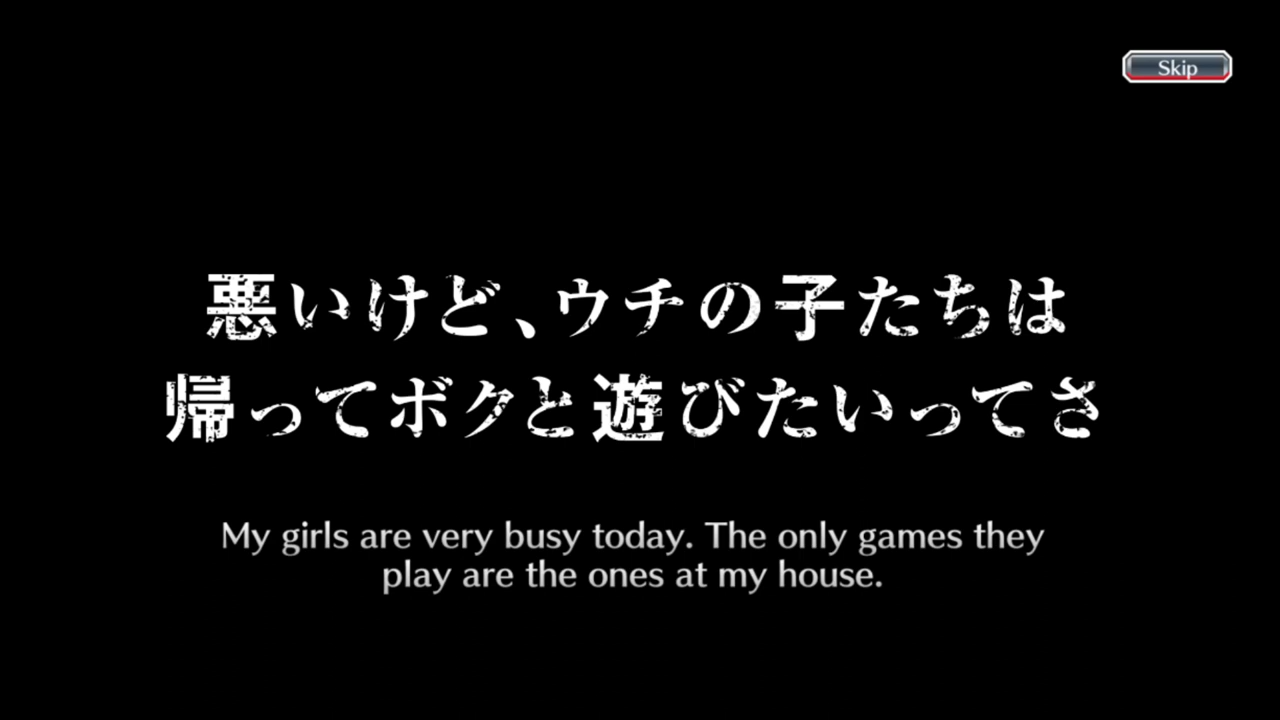 Skip
悪いけど、ウチの子たちは
帰ってボクと遊びたいってさ
My girls are very busy today. The only games they
play are the ones at my house.